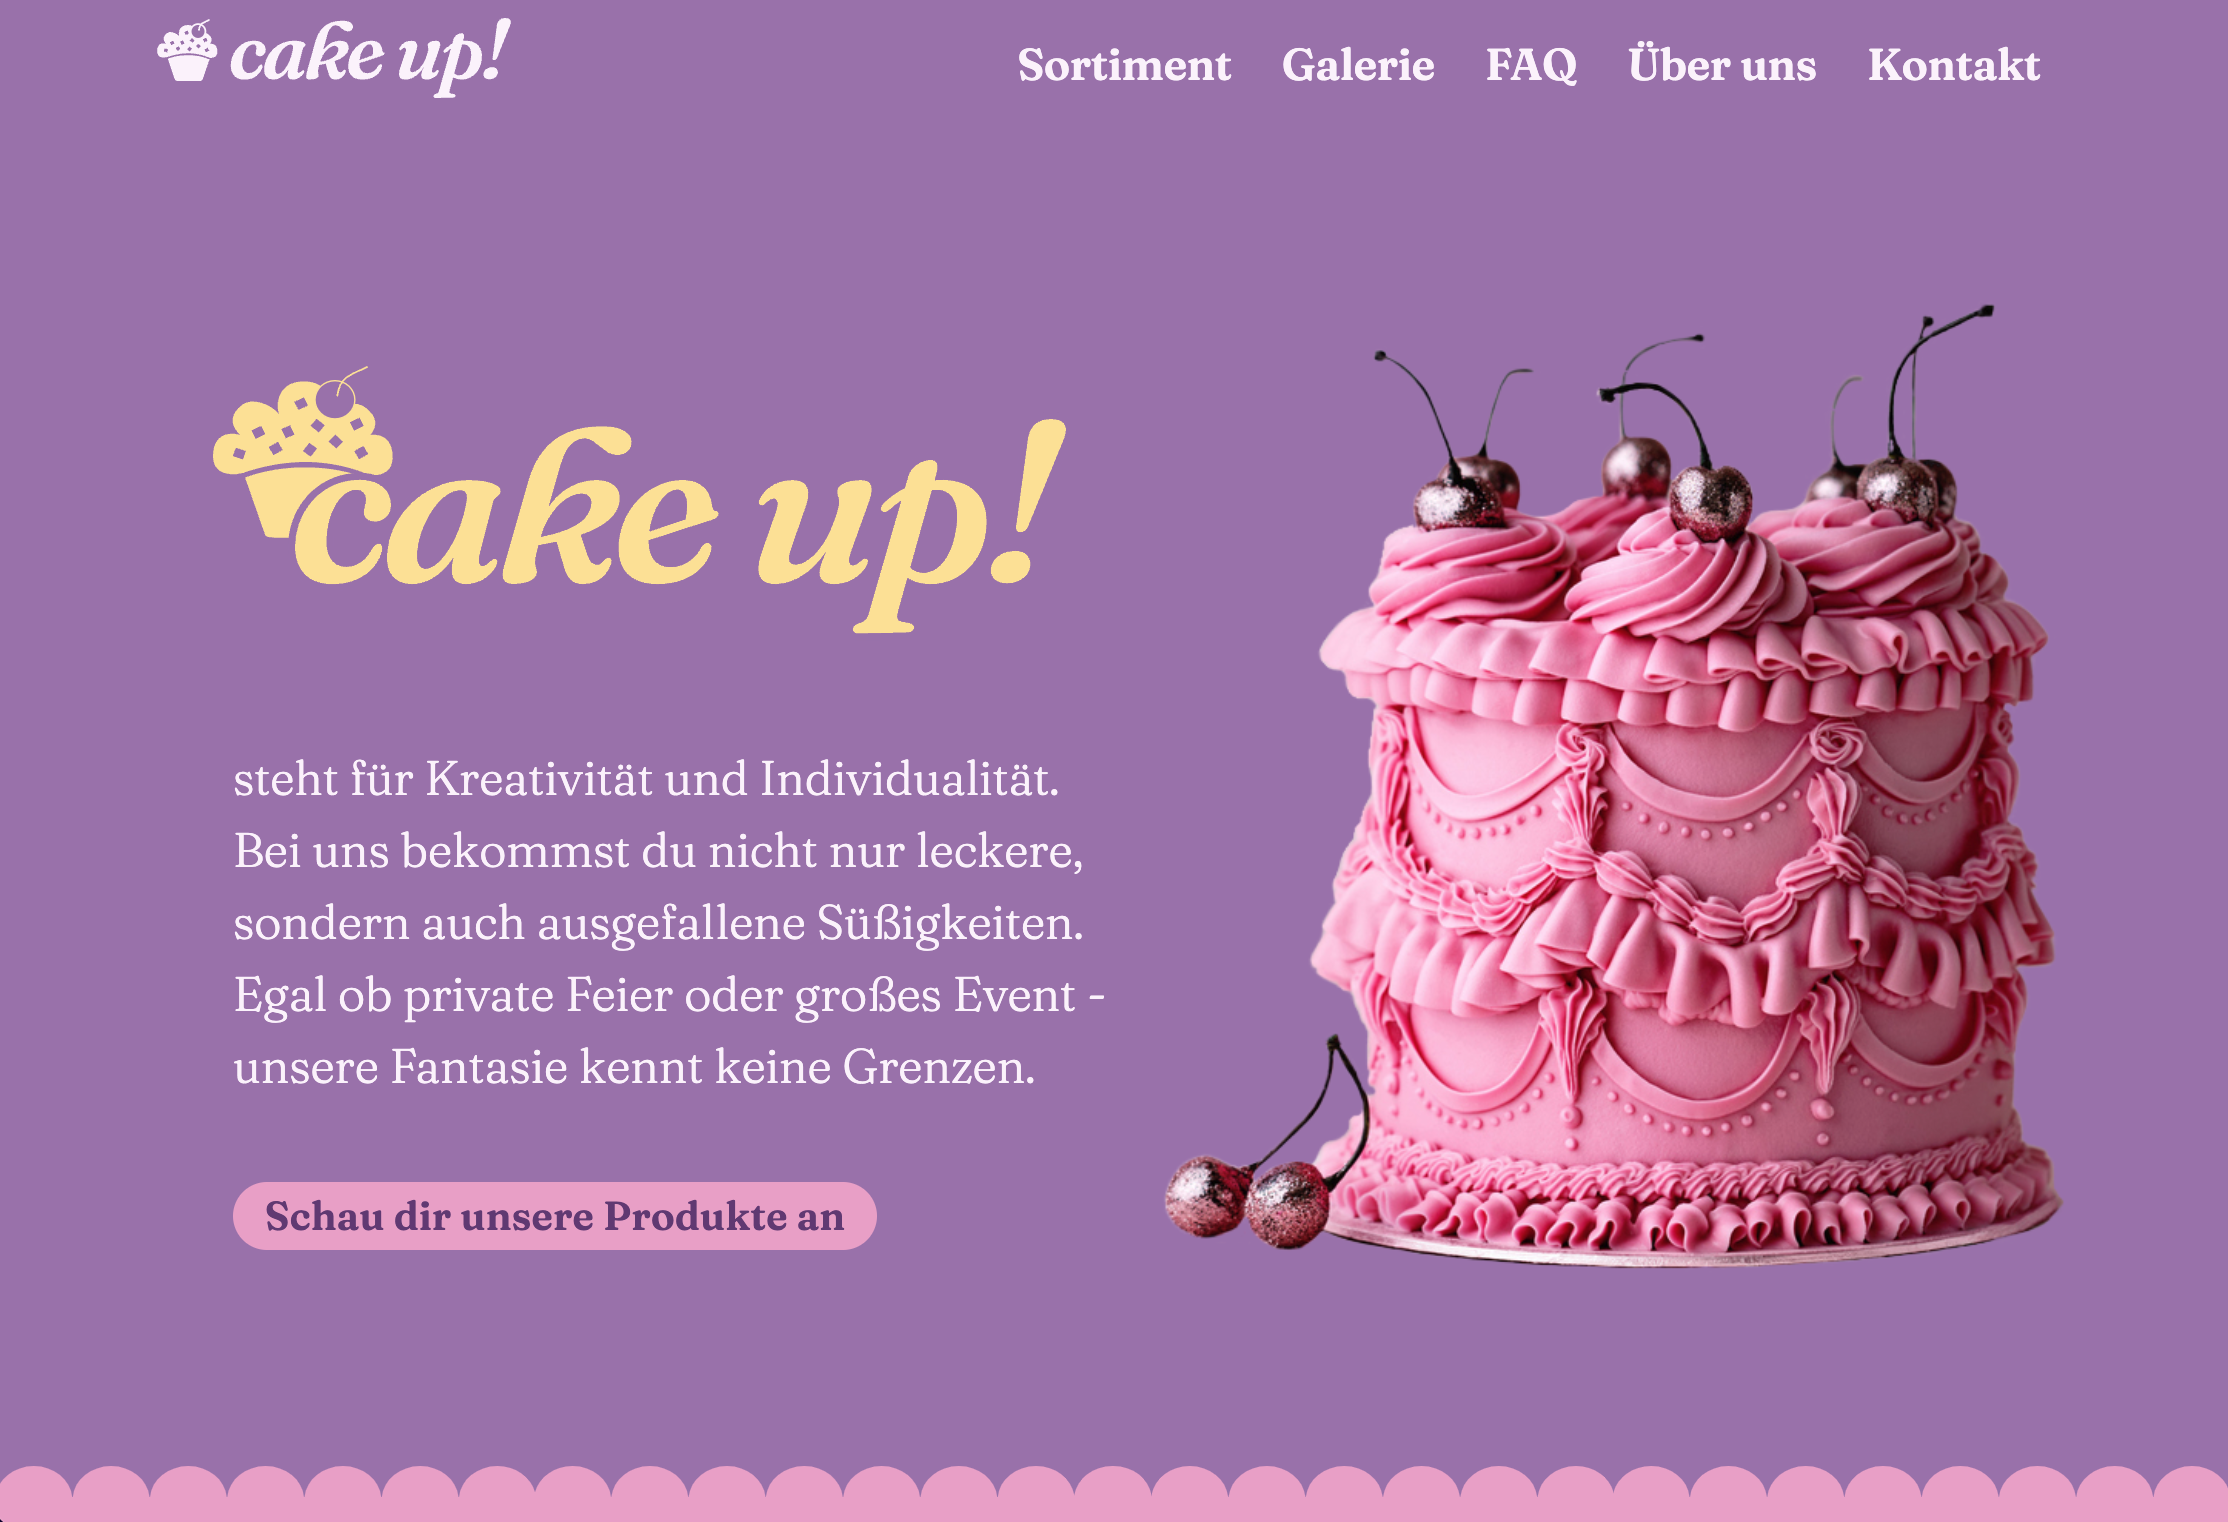 cake up!
Sortiment Galerie FAQ Über uns Kontakt
cake up!
steht für Kreativität und Individualität.
Bei uns bekommst du nicht nur leckere,
sondern auch ausgefallene Süßigkeiten.
Egal ob private Feier oder großes Event -
unsere Fantasie kennt keine Grenzen.
Schau dir unsere Produkte an